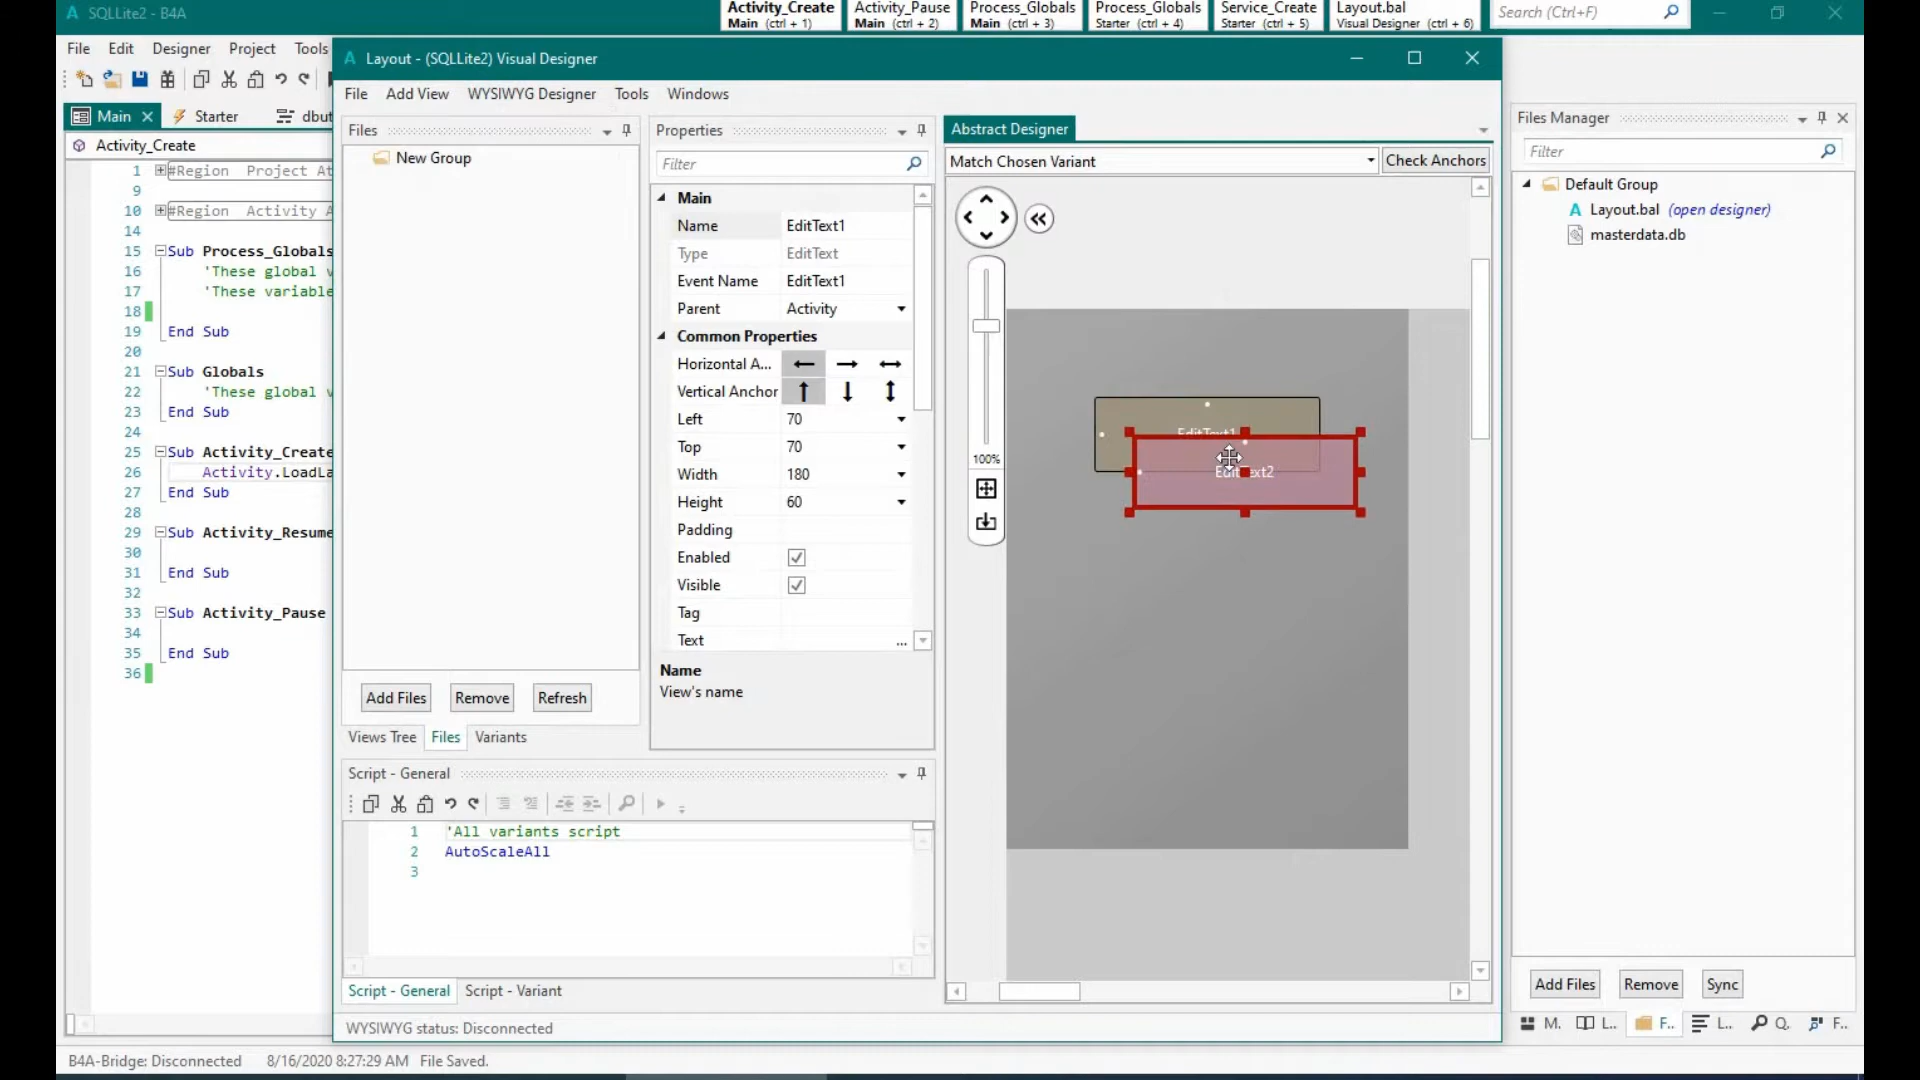 SQLLite2 - B4A
Activity_Create
Main (ctrl + 1)
Activity_Pause
Main (ctrl + 2)
Process_Globals
Main (ctrl + 3)
Process_Globals
Starter (ctrl + 4)
Service_Create
Starter (ctrl + 5)
Layout.bal
Visual Designer (ctrl + 6)
Search (Ctrl+F)
File Edit Designer Project Tools
Main
Starter
dbut
Activity_Create
1 #Region Project At
9
10 #Region Activity A
14
15 Sub Process_Globals
16 'These global v
17 'These variable
18
19 End Sub
20
21 Sub Globals
22 'These global v
23 End Sub
24
25 Sub Activity_Create
26 Activity.LoadLa
27 End Sub
28
29 Sub Activity_Resume
30
31 End Sub
32
33 Sub Activity_Pause
34
35 End Sub
36
Layout - (SQLLite2) Visual Designer
File Add View WYSIWYG Designer Tools Windows
Files
New Group
Add Files Remove Refresh
Views Tree Files Variants
Properties
Filter
Main
Name EditText1
Type EditText
Event Name EditText1
Parent Activity
Common Properties
Horizontal A...
Vertical Anchor
Left 70
Top 70
Width 180
Height 60
Padding
Enabled
Visible
Tag
Text ...
Name
View's name
Script - General
1 'All variants script
2 AutoScaleAll
3
Script - General Script - Variant
WYSIWYG status: Disconnected
Abstract Designer
Match Chosen Variant
Check Anchors
100%
EditText1
EditText2
Files Manager
Filter
Default Group
Layout.bal (open designer)
masterdata.db
Add Files Remove Sync
M. L.. F.. L.. Q. F..
B4A-Bridge: Disconnected 8/16/2020 8:27:29 AM File Saved.